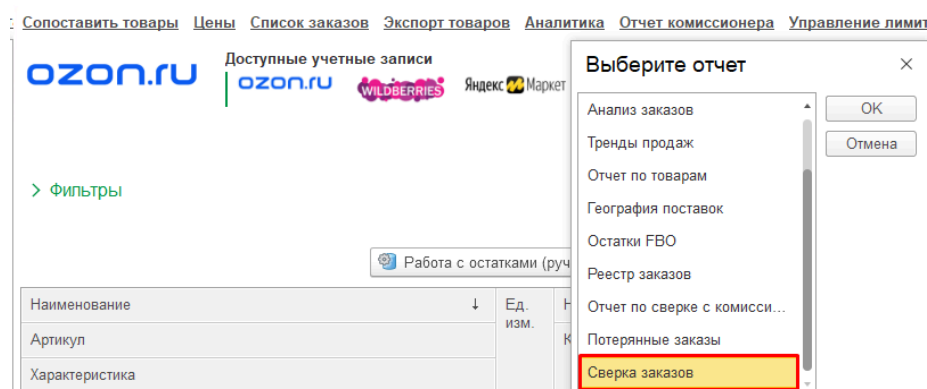 Сопоставить товары Цены Список заказов Экспорт товаров Аналитика Отчет комиссионера Управление лимит
ozon.ru
Доступные учетные записи
ozon.ru WILDBERRIES Яндекс Маркет
Выберите отчет
Анализ заказов
OK
Тренды продаж
Отмена
Отчет по товарам
География поставок
Остатки FBO
Реестр заказов
Отчет по сверке с комисси...
Потерянные заказы
Сверка заказов
Фильтры
Работа с остатками (руч
Наименование
Ед. изм.
Артикул
Характеристика